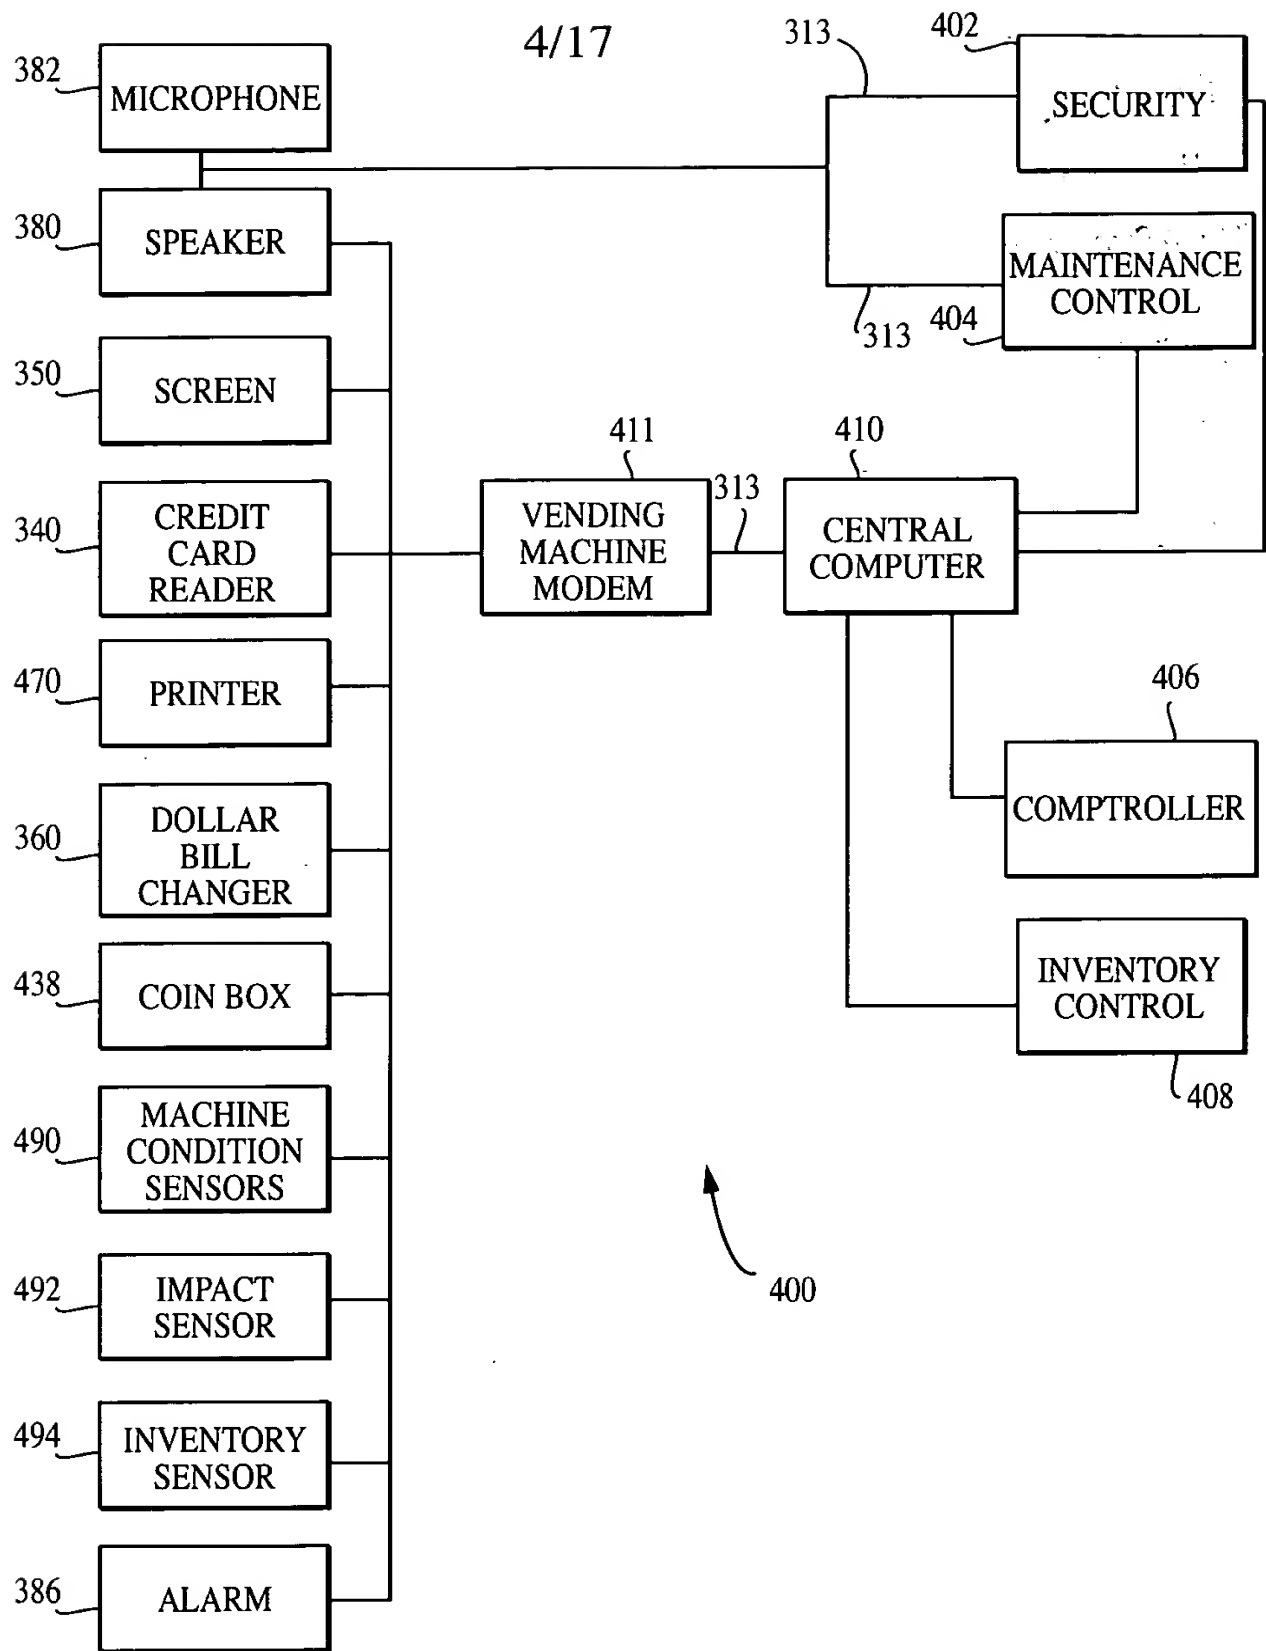 4/17
382
MICROPHONE
313
402
SECURITY
380
SPEAKER
MAINTENANCE
CONTROL
404
313
350
SCREEN
340
CREDIT
CARD
READER
411
VENDING
MACHINE
MODEM
313
410
CENTRAL
COMPUTER
470
PRINTER
406
COMPTROLLER
360
DOLLAR
BILL
CHANGER
438
COIN BOX
INVENTORY
CONTROL
408
490
MACHINE
CONDITION
SENSORS
400
492
IMPACT
SENSOR
494
INVENTORY
SENSOR
386
ALARM